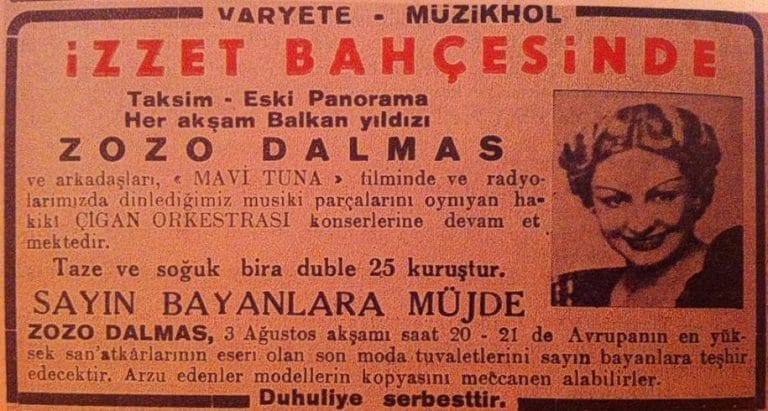 VARYETE - MÜZİKHOL
İZZET BAHÇESİNDE
Taksim - Eski Panorama
Her akşam Balkan yıldızı
ZOZO DALMAS
ve arkadaşları, « MAVİ TUNA » filminde ve radyo-
larımızda dinlediğimiz musiki parçalarını oynıyan ha-
kiki ÇİGAN ORKESTRASI konserlerine devam et
mektedir.
Taze ve soğuk bira duble 25 kuruştur.
SAYIN BAYANLARA MÜJDE
ZOZO DALMAS, 3 Ağustos akşamı saat 20 - 21 de Avrupanın en yük-
sek san'atkârlarının eseri olan son moda tuvaletlerini sayın bayanlara teşhir
edecektir. Arzu edenler modellerin kopyasını meccanen alabilirler.
Duhuliye serbesttir.